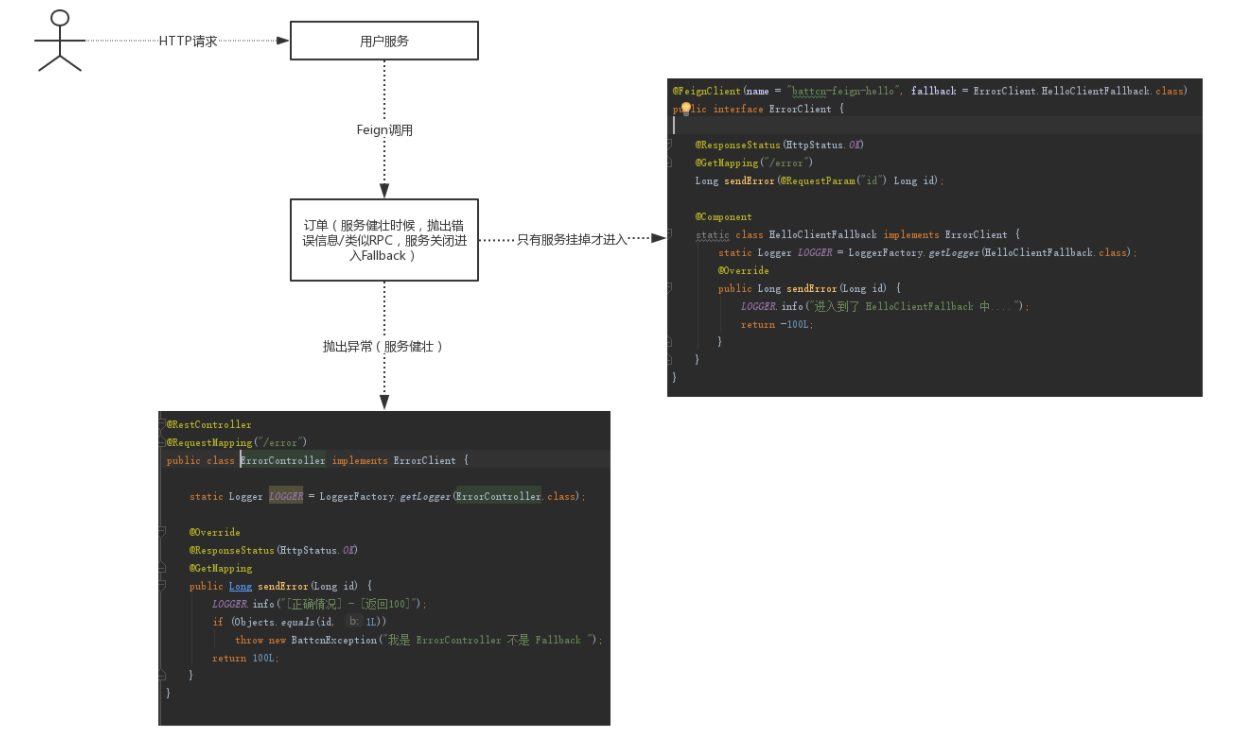 HTTP请求
用户服务
Feign调用
订单（服务健壮时候，抛出错
误信息/类似RPC，服务关闭进
入Fallback）
只有服务挂掉才进入
抛出异常（服务健壮）
@FeignClient(name = "battcn-feign-hello", fallback = ErrorClient.HelloClientFallback.class)
public interface ErrorClient {
@ResponseStatus(HttpStatus.OK)
@GetMapping("/error")
Long sendError(@RequestParam("id") Long id);
@Component
static class HelloClientFallback implements ErrorClient {
static Logger LOGGER = LoggerFactory.getLogger(HelloClientFallback.class);
@Override
public Long sendError(Long id) {
LOGGER.info("进入到了 HelloClientFallback 中....");
return -100L;
}
}
}
@RestController
@RequestMapping("/error")
public class ErrorController implements ErrorClient {
static Logger LOGGER = LoggerFactory.getLogger(ErrorController.class);
@Override
@ResponseStatus(HttpStatus.OK)
@GetMapping
public Long sendError(Long id) {
LOGGER.info("[正确情况] - [返回100]");
if (Objects.equals(id, b: 1L))
throw new BattcnException("我是 ErrorController 不是 Fallback ");
return 100L;
}
}